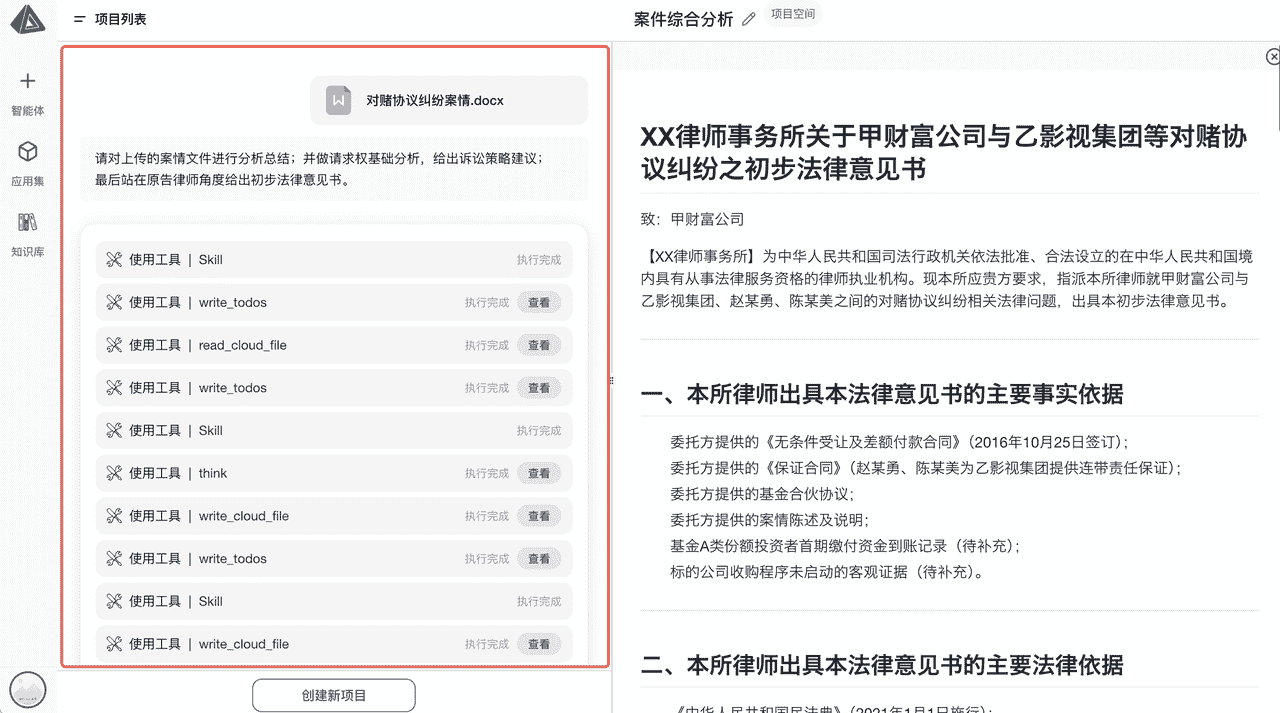 项目列表
案件综合分析
项目空间
智能体
应用集
知识库
对赌协议纠纷案情.docx
请对上传的案情文件进行分析总结；并做请求权基础分析，给出诉讼策略建议；
最后站在原告律师角度给出初步法律意见书。
使用工具 | Skill 执行完成
使用工具 | write_todos 执行完成 查看
使用工具 | read_cloud_file 执行完成 查看
使用工具 | write_todos 执行完成 查看
使用工具 | Skill 执行完成
使用工具 | think 执行完成 查看
使用工具 | write_cloud_file 执行完成 查看
使用工具 | write_todos 执行完成 查看
使用工具 | Skill 执行完成
使用工具 | write_cloud_file 执行完成 查看
创建新项目
XX律师事务所关于甲财富公司与乙影视集团等对赌协
议纠纷之初步法律意见书
致：甲财富公司
【XX律师事务所】为中华人民共和国司法行政机关依法批准、合法设立的在中华人民共和国境
内具有从事法律服务资格的律师执业机构。现本所应贵方要求，指派本所律师就甲财富公司与
乙影视集团、赵某勇、陈某美之间的对赌协议纠纷相关法律问题，出具本初步法律意见书。
一、本所律师出具本法律意见书的主要事实依据
委托方提供的《无条件受让及差额付款合同》（2016年10月25日签订）；
委托方提供的《保证合同》（赵某勇、陈某美为乙影视集团提供连带责任保证）；
委托方提供的基金合伙协议；
委托方提供的案情陈述及说明；
基金A类份额投资者首期缴付资金到账记录（待补充）；
标的公司收购程序未启动的客观证据（待补充）。
二、本所律师出具本法律意见书的主要法律依据
《中华人民共和国民法典》（2021年1月1日施行）；